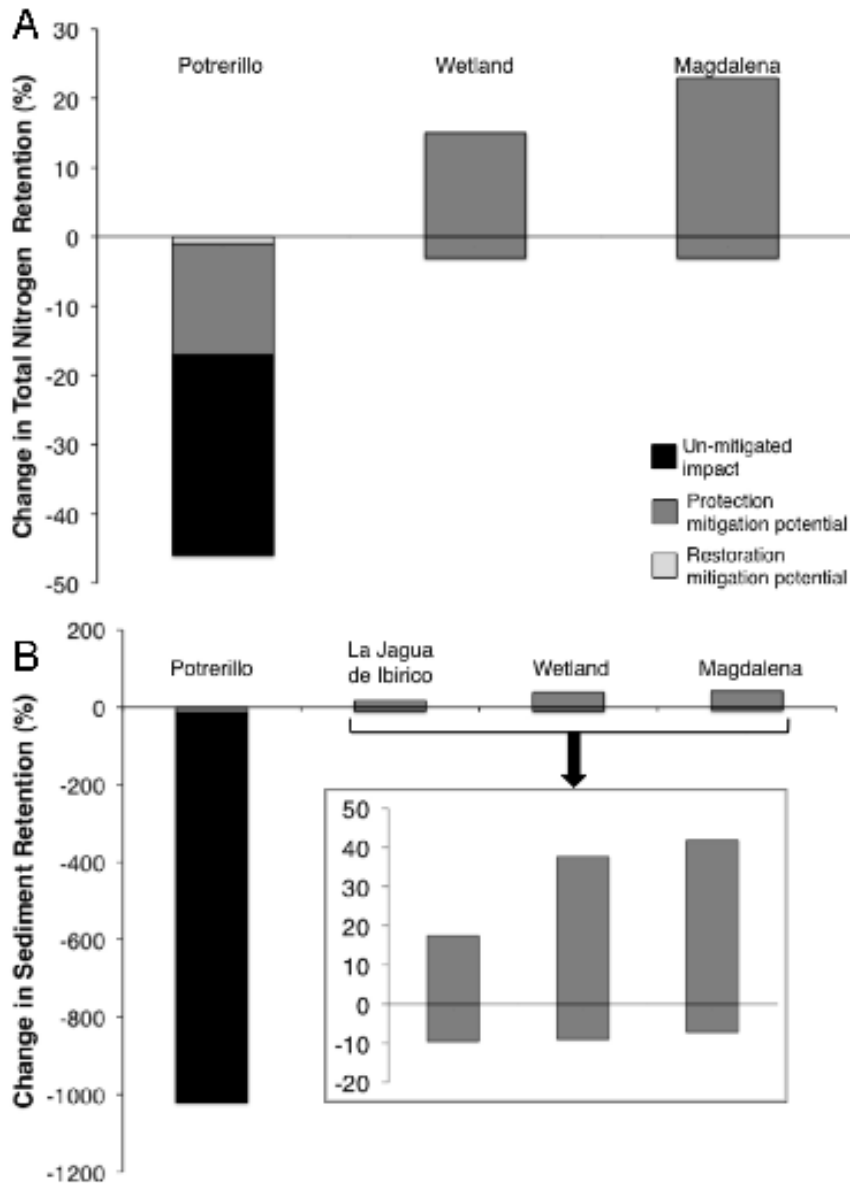 A
Change in Total Nitrogen Retention (%)
30
20
10
0
-10
-20
-30
-40
-50
Potrerillo
Wetland
Magdalena
Un-mitigated
impact
Protection
mitigation potential
Restoration
mitigation potential
B
Change in Sediment Retention (%)
200
0
-200
-400
-600
-800
-1000
-1200
Potrerillo
La Jagua
de Ibirico
Wetland
Magdalena
50
40
30
20
10
0
-10
-20